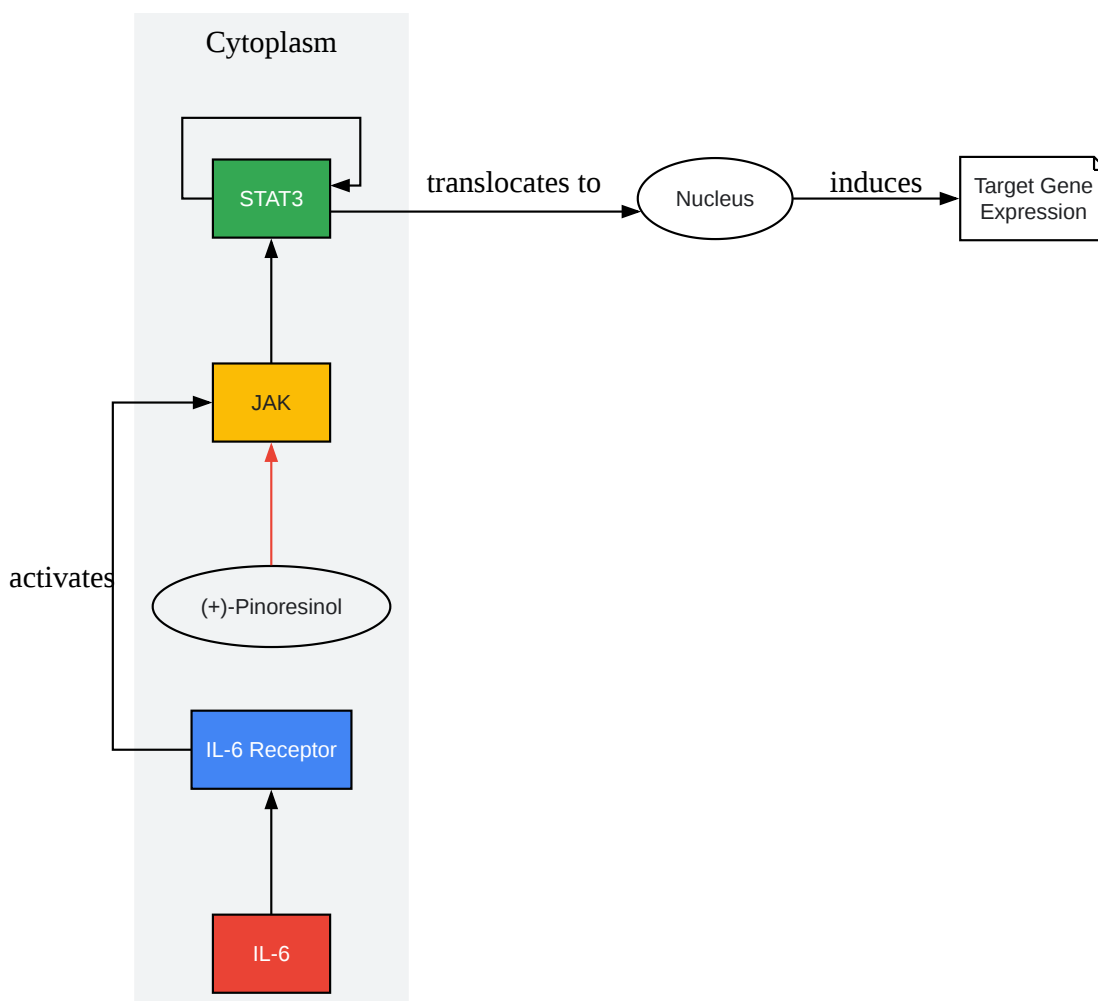 Cytoplasm
STAT3
translocates to
Nucleus
induces
Target Gene
Expression
JAK
activates
(+)-Pinoresinol
IL-6 Receptor
IL-6